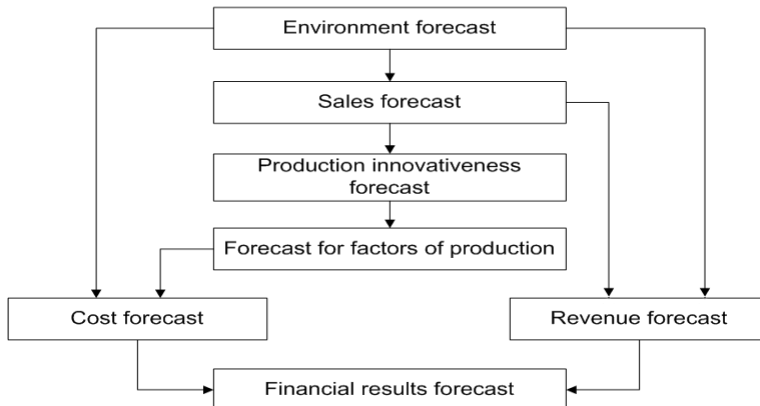 Environment forecast
Sales forecast
Production innovativeness
forecast
Forecast for factors of production
Cost forecast
Revenue forecast
Financial results forecast